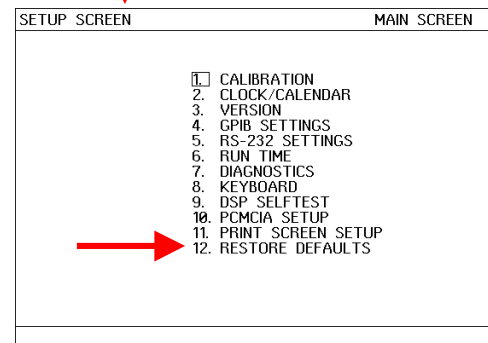 SETUP SCREEN MAIN SCREEN
1. CALIBRATION
2. CLOCK/CALENDAR
3. VERSION
4. GPIB SETTINGS
5. RS-232 SETTINGS
6. RUN TIME
7. DIAGNOSTICS
8. KEYBOARD
9. DSP SELFTEST
10. PCMCIA SETUP
11. PRINT SCREEN SETUP
12. RESTORE DEFAULTS